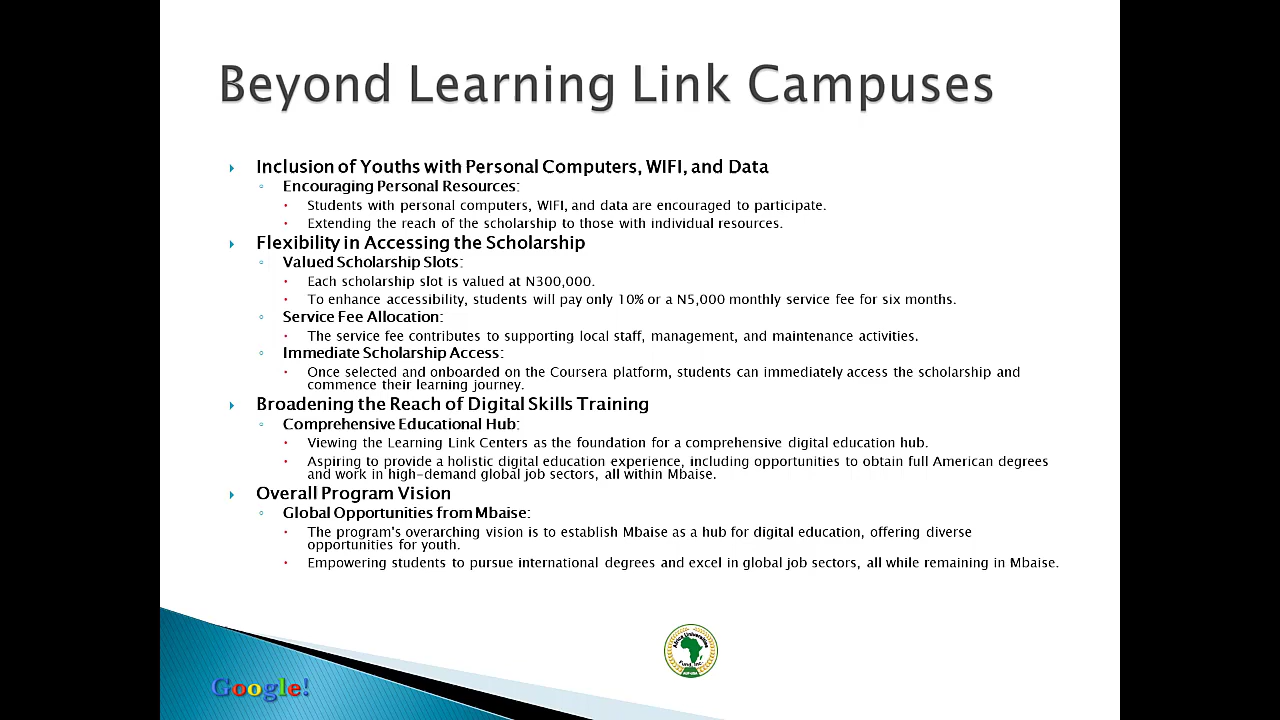 Beyond Learning Link Campuses
Inclusion of Youths with Personal Computers, WIFI, and Data
Encouraging Personal Resources:
Students with personal computers, WIFI, and data are encouraged to participate.
Extending the reach of the scholarship to those with individual resources.
Flexibility in Accessing the Scholarship
Valued Scholarship Slots:
Each scholarship slot is valued at N300,000.
To enhance accessibility, students will pay only 10% or a N5,000 monthly service fee for six months.
Service Fee Allocation:
The service fee contributes to supporting local staff, management, and maintenance activities.
Immediate Scholarship Access:
Once selected and onboarded on the Coursera platform, students can immediately access the scholarship and
commence their learning journey.
Broadening the Reach of Digital Skills Training
Comprehensive Educational Hub:
Viewing the Learning Link Centers as the foundation for a comprehensive digital education hub.
Aspiring to provide a holistic digital education experience, including opportunities to obtain full American degrees
and work in high-demand global job sectors, all within Mbaise.
Overall Program Vision
Global Opportunities from Mbaise:
The program's overarching vision is to establish Mbaise as a hub for digital education, offering diverse
opportunities for youth.
Empowering students to pursue international degrees and excel in global job sectors, all while remaining in Mbaise.
Africa Universities
Fund, Inc.
Google!